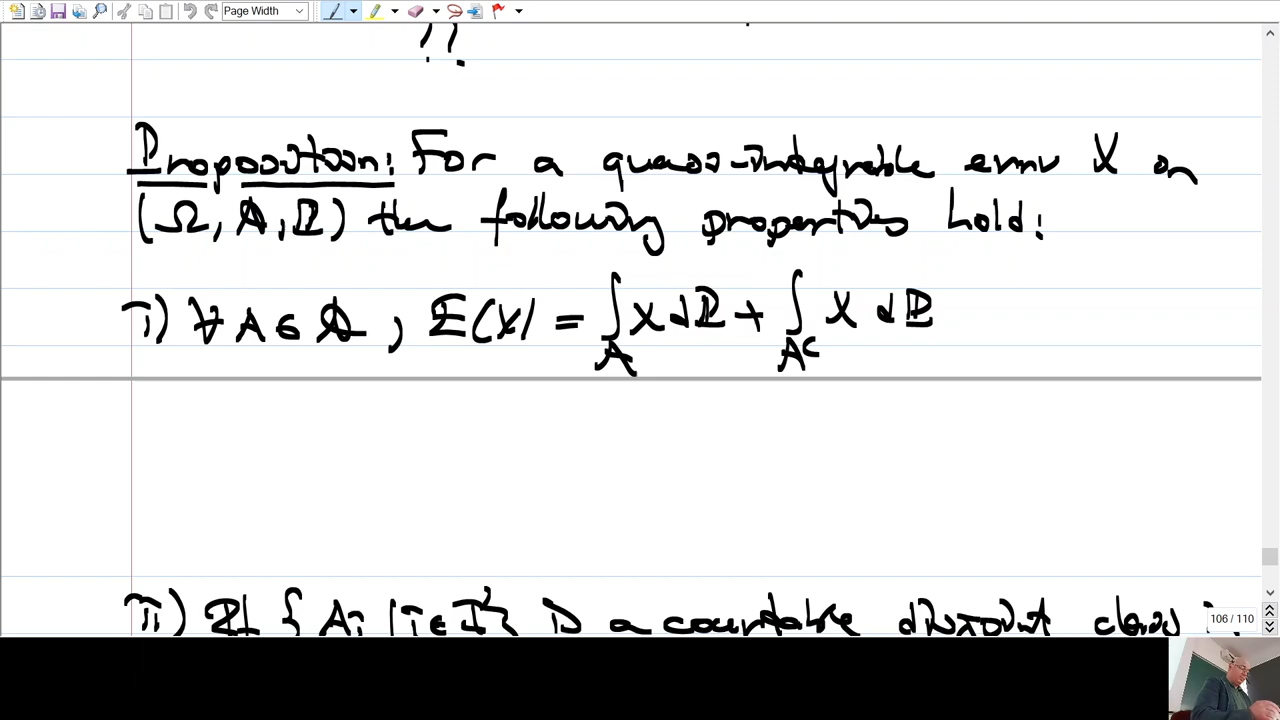 Page Width
!!
Proposition: For a quasi-integrable ermv X on
(Ω, 𝔸, ℙ) the following properties hold:
i) ∀ A ∈ 𝔸, E(X) = ∫_A X dℙ + ∫_{A^c} X dℙ
ii) If { A_i | i ∈ I } is a countable disjoint class i
106 / 110